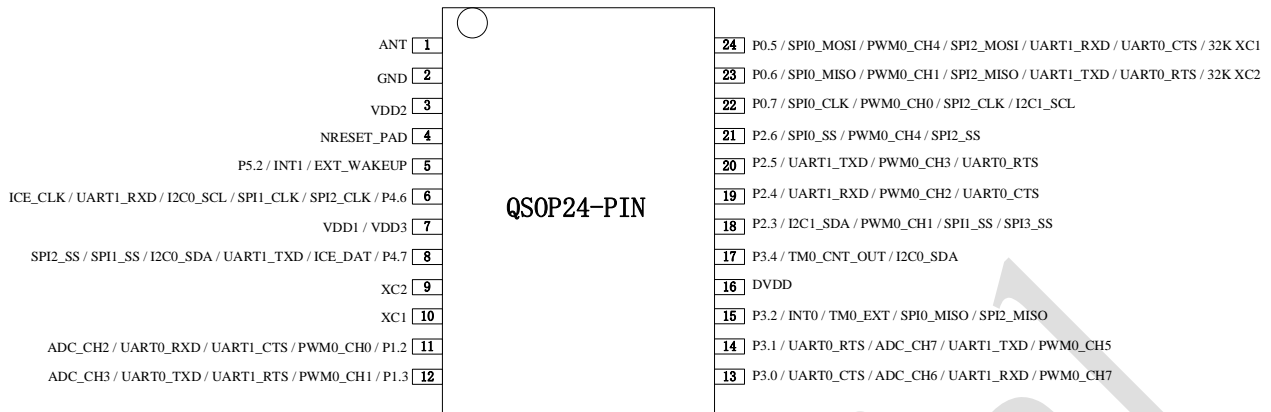 ANT 1
GND 2
VDD2 3
NRESET_PAD 4
P5.2 / INT1 / EXT_WAKEUP 5
ICE_CLK / UART1_RXD / I2C0_SCL / SPI1_CLK / SPI2_CLK / P4.6 6
VDD1 / VDD3 7
SPI2_SS / SPI1_SS / I2C0_SDA / UART1_TXD / ICE_DAT / P4.7 8
XC2 9
XC1 10
ADC_CH2 / UART0_RXD / UART1_CTS / PWM0_CH0 / P1.2 11
ADC_CH3 / UART0_TXD / UART1_RTS / PWM0_CH1 / P1.3 12
QSOP24-PIN
24 P0.5 / SPI0_MOSI / PWM0_CH4 / SPI2_MOSI / UART1_RXD / UART0_CTS / 32K XC1
23 P0.6 / SPI0_MISO / PWM0_CH1 / SPI2_MISO / UART1_TXD / UART0_RTS / 32K XC2
22 P0.7 / SPI0_CLK / PWM0_CH0 / SPI2_CLK / I2C1_SCL
21 P2.6 / SPI0_SS / PWM0_CH4 / SPI2_SS
20 P2.5 / UART1_TXD / PWM0_CH3 / UART0_RTS
19 P2.4 / UART1_RXD / PWM0_CH2 / UART0_CTS
18 P2.3 / I2C1_SDA / PWM0_CH1 / SPI1_SS / SPI3_SS
17 P3.4 / TM0_CNT_OUT / I2C0_SDA
16 DVDD
15 P3.2 / INT0 / TM0_EXT / SPI0_MISO / SPI2_MISO
14 P3.1 / UART0_RTS / ADC_CH7 / UART1_TXD / PWM0_CH5
13 P3.0 / UART0_CTS / ADC_CH6 / UART1_RXD / PWM0_CH7